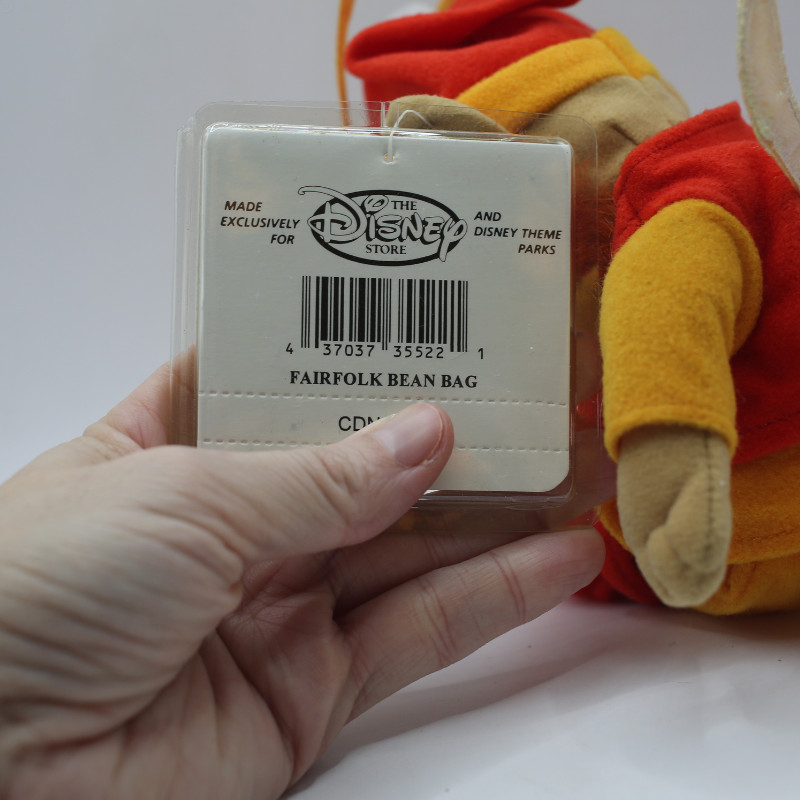 MADE
EXCLUSIVELY
FOR
THE
DISNEY
STORE
AND
DISNEY THEME
PARKS
4 37037 35522 1
FAIRFOLK BEAN BAG